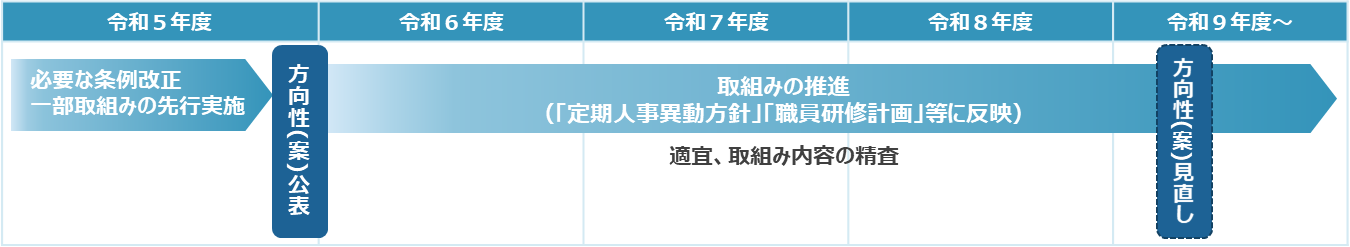 令和５年度
令和６年度
令和７年度
令和８年度
令和９年度～
必要な条例改正
一部取組みの先行実施
方向性(案)公表
取組みの推進
(｢定期人事異動方針｣｢職員研修計画｣等に反映)
適宜、取組み内容の精査
方向性(案)見直し